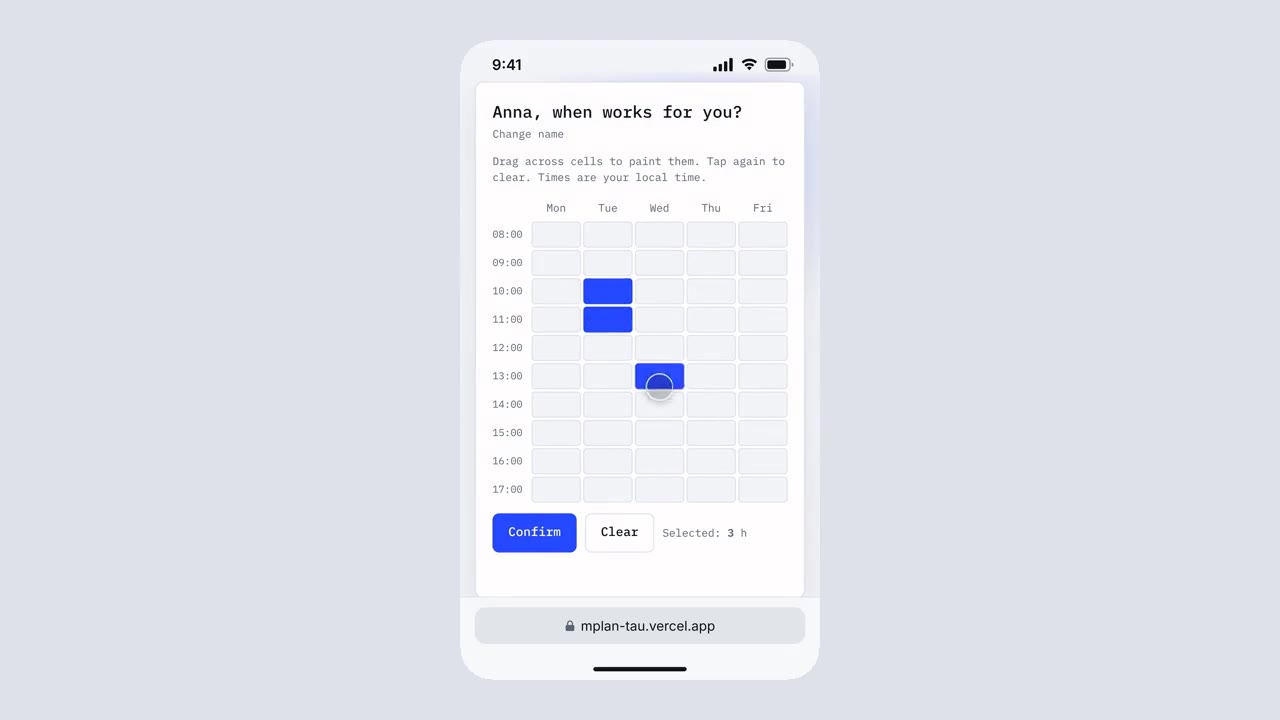 9:41
Anna, when works for you?
Change name
Drag across cells to paint them. Tap again to
clear. Times are your local time.
Mon Tue Wed Thu Fri
08:00
09:00
10:00
11:00
12:00
13:00
14:00
15:00
16:00
17:00
Confirm Clear Selected: 3 h
mplan-tau.vercel.app